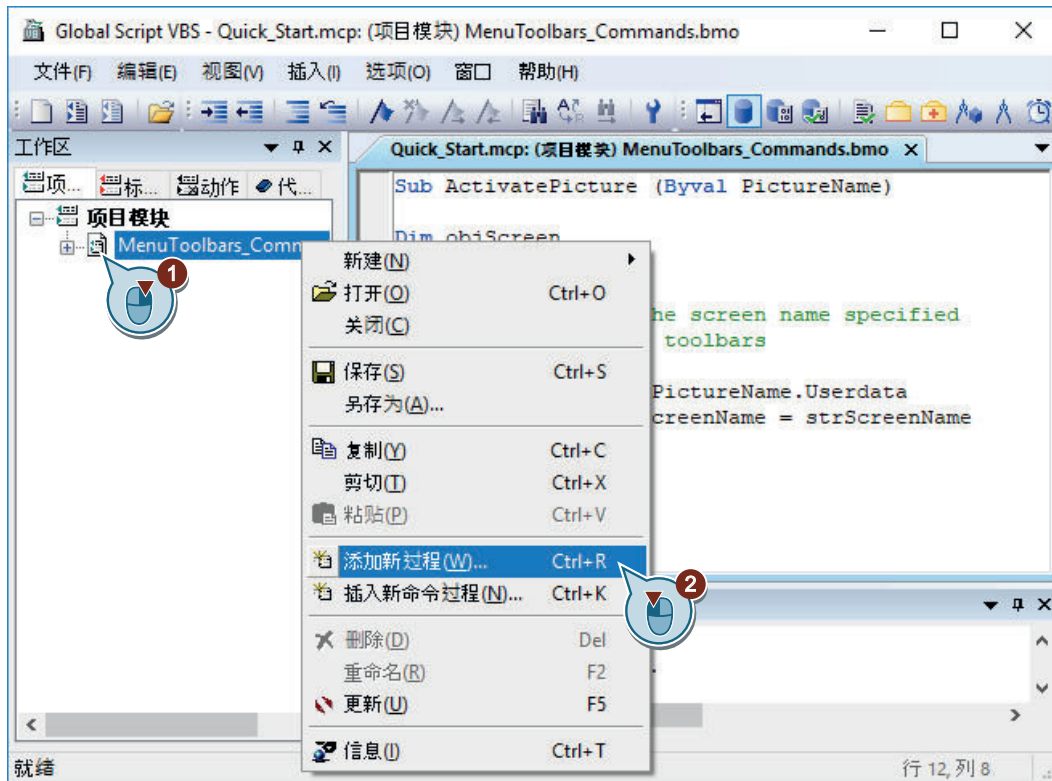 Global Script VBS - Quick_Start.mcp: (项目模块) MenuToolbars_Commands.bmo
文件(F) 编辑(E) 视图(V) 插入(I) 选项(O) 窗口 帮助(H)
工作区
Quick_Start.mcp: (项目模块) MenuToolbars_Commands.bmo
项... 标... 动作 代...
项目模块
MenuToolbars_Comm
Sub ActivatePicture (Byval PictureName)
Dim objScreen
he screen name specified
toolbars
PictureName.Userdata
creenName = strScreenName
1
新建(N)
打开(O) Ctrl+O
关闭(C)
保存(S) Ctrl+S
另存为(A)...
复制(Y) Ctrl+C
剪切(T) Ctrl+X
粘贴(P) Ctrl+V
添加新过程(W)... Ctrl+R
2
插入新命令过程(N)... Ctrl+K
删除(D) Del
重命名(R) F2
更新(U) F5
信息(I) Ctrl+T
就绪
行 12, 列 8